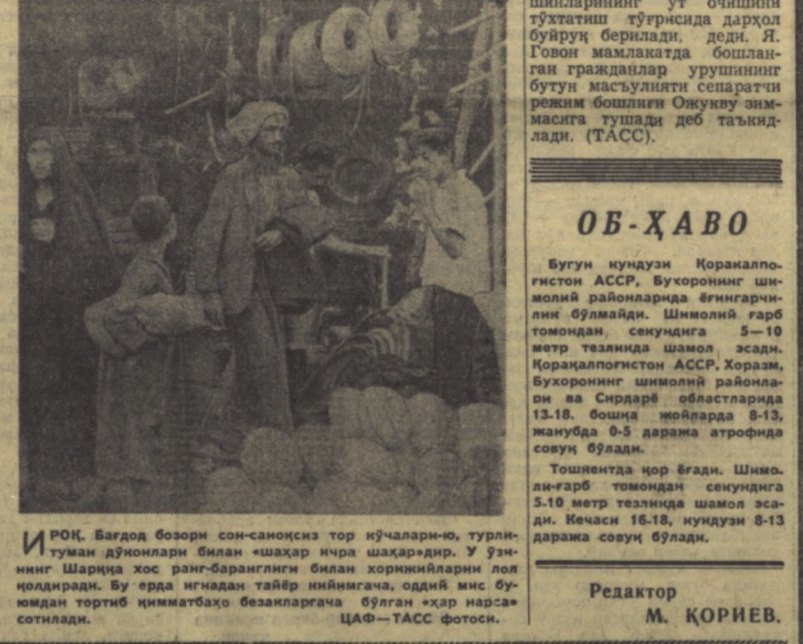 шинларининг ўт очишини
тўхтатиш тўғрисида дарҳол
буйруқ берилади, деди. Я.
Говон мамлакатда бошлан-
ган гражданлар урушининг
бутун масъулияти сепаратчи
режим бошлиғи Ожукву зим-
масига тушади деб таъкид-
лади. (ТАСС).
ОБ-ҲАВО
Бугун кундузи Қорақалпо-
ғистон АССР, Бухоронинг ши-
молий районларида ёғингарчи-
лик бўлмайди. Шимолий ғарб
томондан секундига 5—10
метр тезликда шамол эсади.
Қорақалпоғистон АССР, Хоразм,
Бухоронинг шимолий районла-
ри ва Сирдарё областларида
13-18, бошқа жойларда 8-13,
жанубда 0-5 даража атрофида
совуқ бўлади.
Тошкентда қор ёғади. Шимо-
ли-ғарб томондан секундига
5-10 метр тезликда шамол эса-
ди. Кечаси 16-18, кундузи 8-13
даража совуқ бўлади.
Редактор
М. ҚОРИЕВ.
ИРОҚ. Бағдод бозори сон-саноқсиз тор кўчалари-ю, турли-
туман дўконлари билан «шаҳар ичра шаҳар»дир. У ўзи-
нинг Шарққа хос ранг-баранглиги билан хорижийларни лол
қолдиради. Бу ерда игнадан тайёр кийимгача, оддий мис бу-
юмдан тортиб қимматбаҳо безакларгача бўлган «ҳар нарса»
сотилади. ЦАФ—ТАСС фотоси.